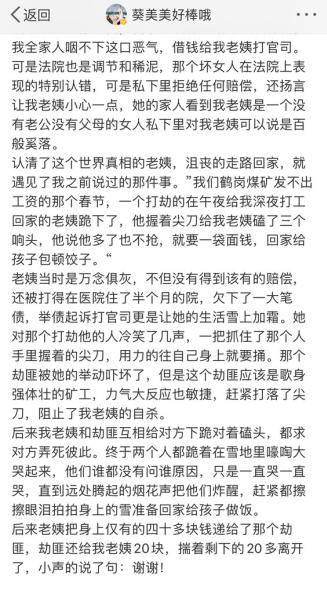 返回
葵美美好棒哦
我全家人咽不下这口恶气，借钱给我老姨打官司。
可是法院也是调节和稀泥，那个坏女人在法院上表
现的特别认错，可是私下里拒绝任何赔偿，还扬言
让我老姨小心一点，她的家人看到我老姨是一个没
有老公没有父母的女人私下里对我老姨可以说是百
般奚落。
认清了这个世界真相的老姨，沮丧的走路回家，就
遇见了我之前说过的那件事。”我们鹤岗煤矿发不出
工资的那个春节，一个打劫的在午夜给我深夜打工
回家的老姨跪下了，他握着尖刀给我老姨磕了三个
响头，他说他多了也不抢，就要一袋面钱，回家给
孩子包顿饺子。“
老姨当时是万念俱灰，不但没有得到该有的赔偿，
还被打得在医院住了半个月的院，欠下了一大笔
债，举债起诉打官司更是让她的生活雪上加霜。她
对那个打劫他的人冷笑了几声，一把抓住了那个人
手里握着的尖刀，用力的往自己身上就要捅。那个
劫匪被她的举动吓坏了，但是这个劫匪应该是歌身
强体壮的矿工，力气大反应也敏捷，赶紧打落了尖
刀，阻止了我老姨的自杀。
后来我老姨和劫匪互相给对方下跪对着磕头，都求
对方弄死彼此。终于两个人都跪着在雪地里嚎啕大
哭起来，他们谁都没有问谁原因，只是一直哭一直
哭，直到远处腾起的烟花声把他们炸醒，赶紧都擦
擦眼泪拍拍身上的雪准备回家给孩子做饭。
后来老姨把身上仅有的四十多块钱递给了那个劫
匪，劫匪还给我老姨20块，揣着剩下的20多离开
了，小声的说了句：谢谢！